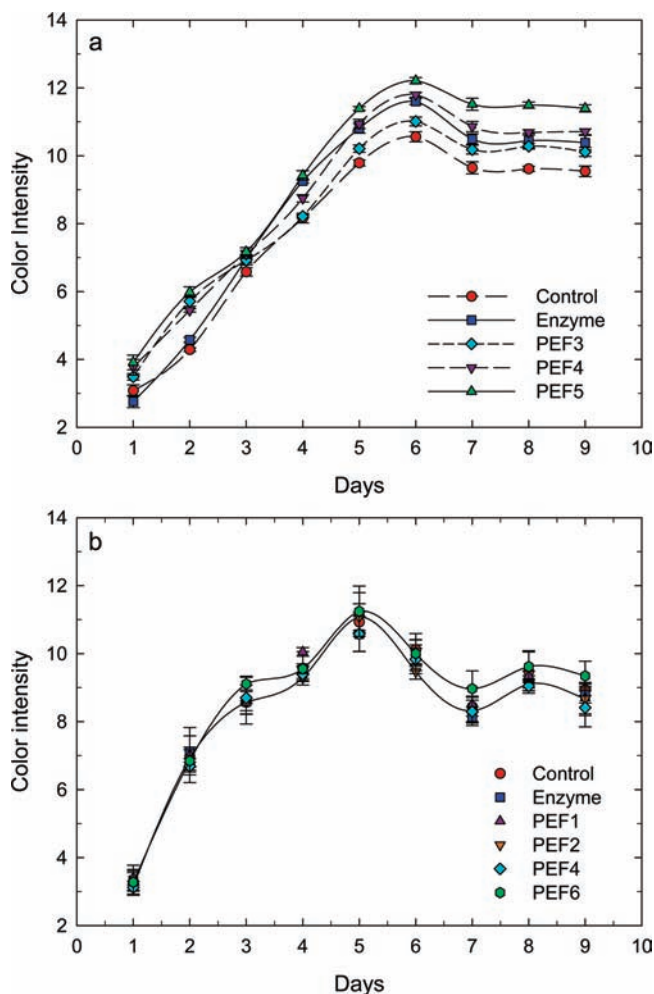 a
14
12
10
8
6
4
2
Color Intensity
Control
Enzyme
PEF3
PEF4
PEF5
0 1 2 3 4 5 6 7 8 9 10
Days
b
14
12
10
8
6
4
2
Color intensity
Control
Enzyme
PEF1
PEF2
PEF4
PEF6
0 1 2 3 4 5 6 7 8 9 10
Days